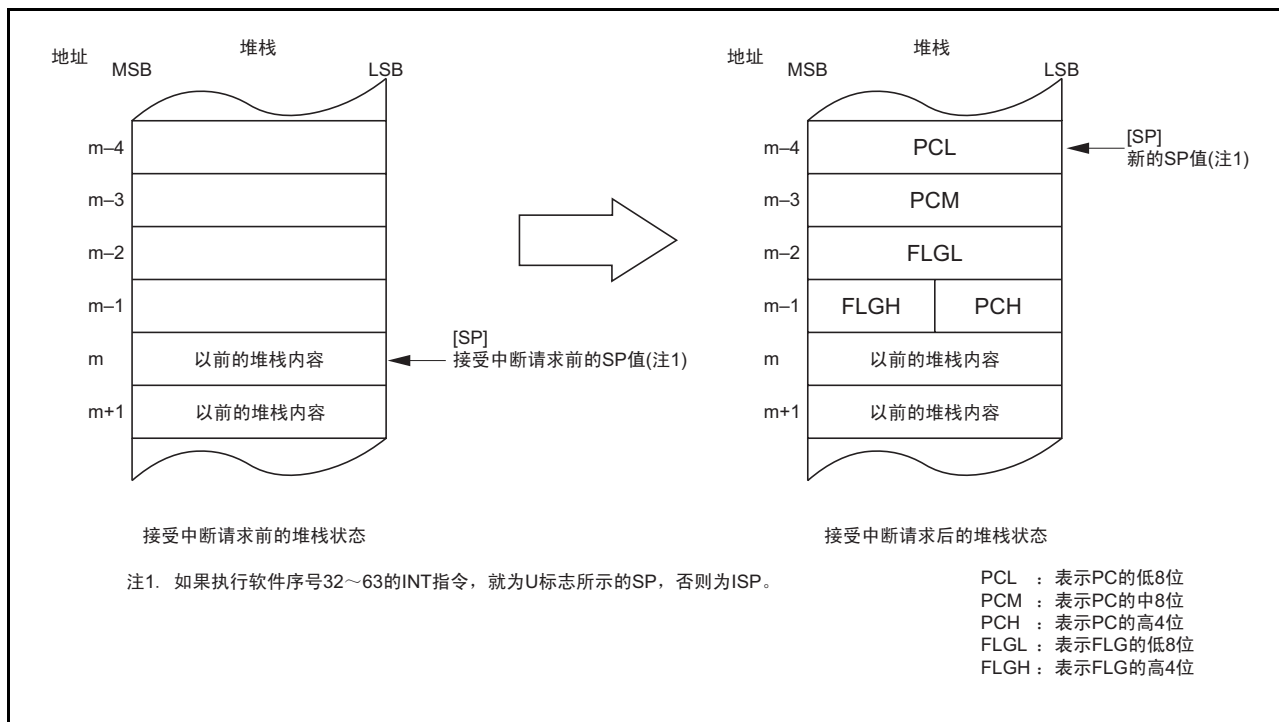 地址 堆栈
MSB LSB
m–4
m–3
m–2
m–1
m 以前的堆栈内容
m+1 以前的堆栈内容
[SP]
接受中断请求前的SP值(注1)
接受中断请求前的堆栈状态
地址 堆栈
MSB LSB
m–4 PCL
m–3 PCM
m–2 FLGL
m–1 FLGH PCH
m 以前的堆栈内容
m+1 以前的堆栈内容
[SP]
新的SP值(注1)
接受中断请求后的堆栈状态
注1. 如果执行软件序号32～63的INT指令，就为U标志所示的SP，否则为ISP。
PCL ：表示PC的低8位
PCM ：表示PC的中8位
PCH ：表示PC的高4位
FLGL ：表示FLG的低8位
FLGH ：表示FLG的高4位